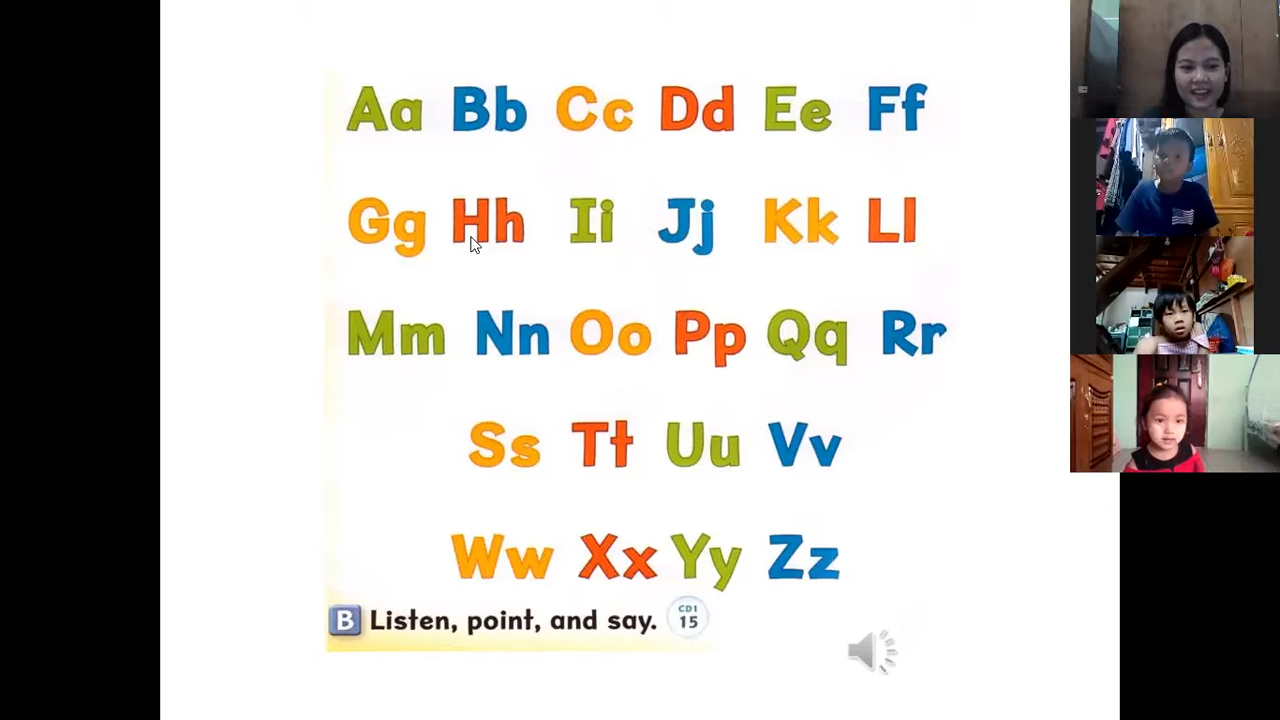 Aa Bb Cc Dd Ee Ff
Gg Hh Ii Jj Kk Ll
Mm Nn Oo Pp Qq Rr
Ss Tt Uu Vv
Ww Xx Yy Zz
B Listen, point, and say. CD1 15